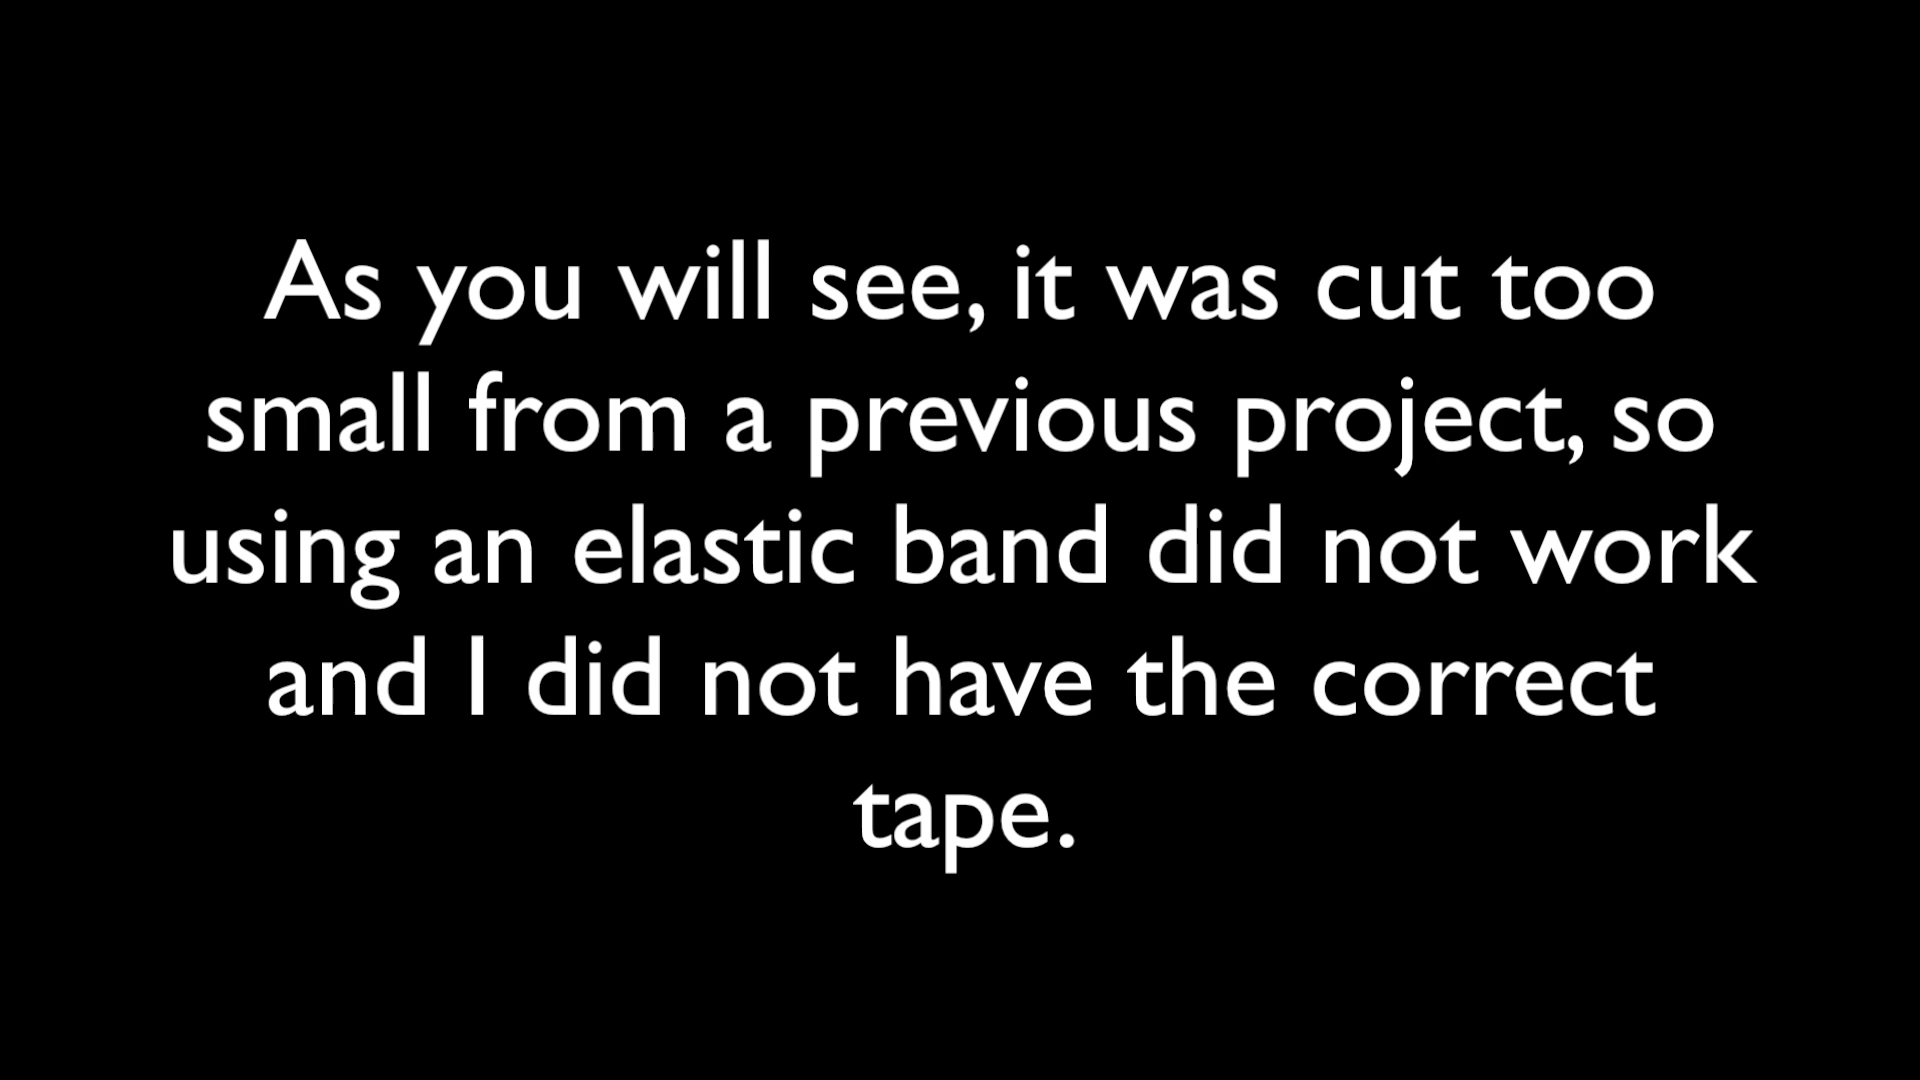 As you will see, it was cut too
small from a previous project, so
using an elastic band did not work
and I did not have the correct
tape.